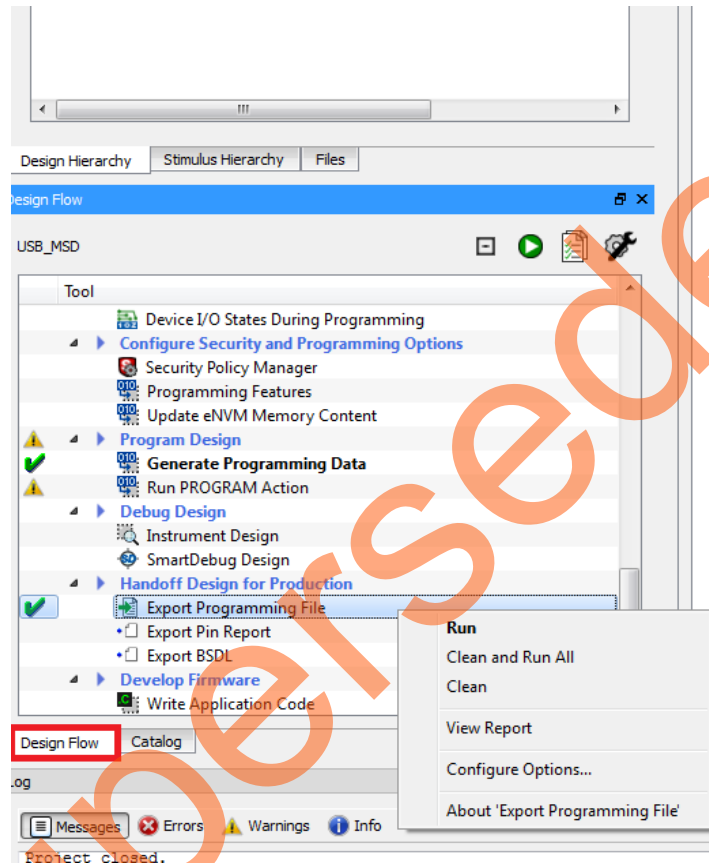 Design Hierarchy Stimulus Hierarchy Files
Design Flow
USB_MSD
Tool
Device I/O States During Programming
Configure Security and Programming Options
Security Policy Manager
Programming Features
Update eNVM Memory Content
Program Design
Generate Programming Data
Run PROGRAM Action
Debug Design
Instrument Design
SmartDebug Design
Handoff Design for Production
Export Programming File
Export Pin Report
Export BSDL
Develop Firmware
Write Application Code
Run
Clean and Run All
Clean
View Report
Configure Options...
About 'Export Programming File'
Design Flow Catalog
og
Messages Errors Warnings Info
Project closed.
persede